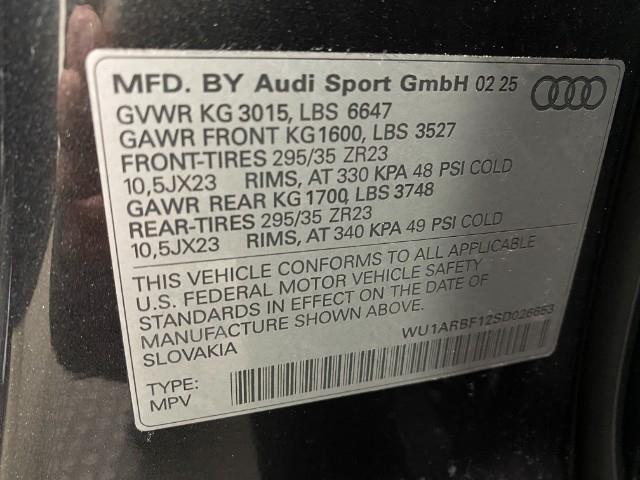 MFD. BY Audi Sport GmbH 02 25
GVWR KG 3015, LBS 6647
GAWR FRONT KG 1600, LBS 3527
FRONT-TIRES 295/35 ZR23
10,5JX23 RIMS, AT 330 KPA 48 PSI COLD
GAWR REAR KG 1700, LBS 3748
REAR-TIRES 295/35 ZR23
10,5JX23 RIMS, AT 340 KPA 49 PSI COLD
THIS VEHICLE CONFORMS TO ALL APPLICABLE
U.S. FEDERAL MOTOR VEHICLE SAFETY
STANDARDS IN EFFECT ON THE DATE OF
MANUFACTURE SHOWN ABOVE.
SLOVAKIA WU1ARBF12SD026653
TYPE:
MPV